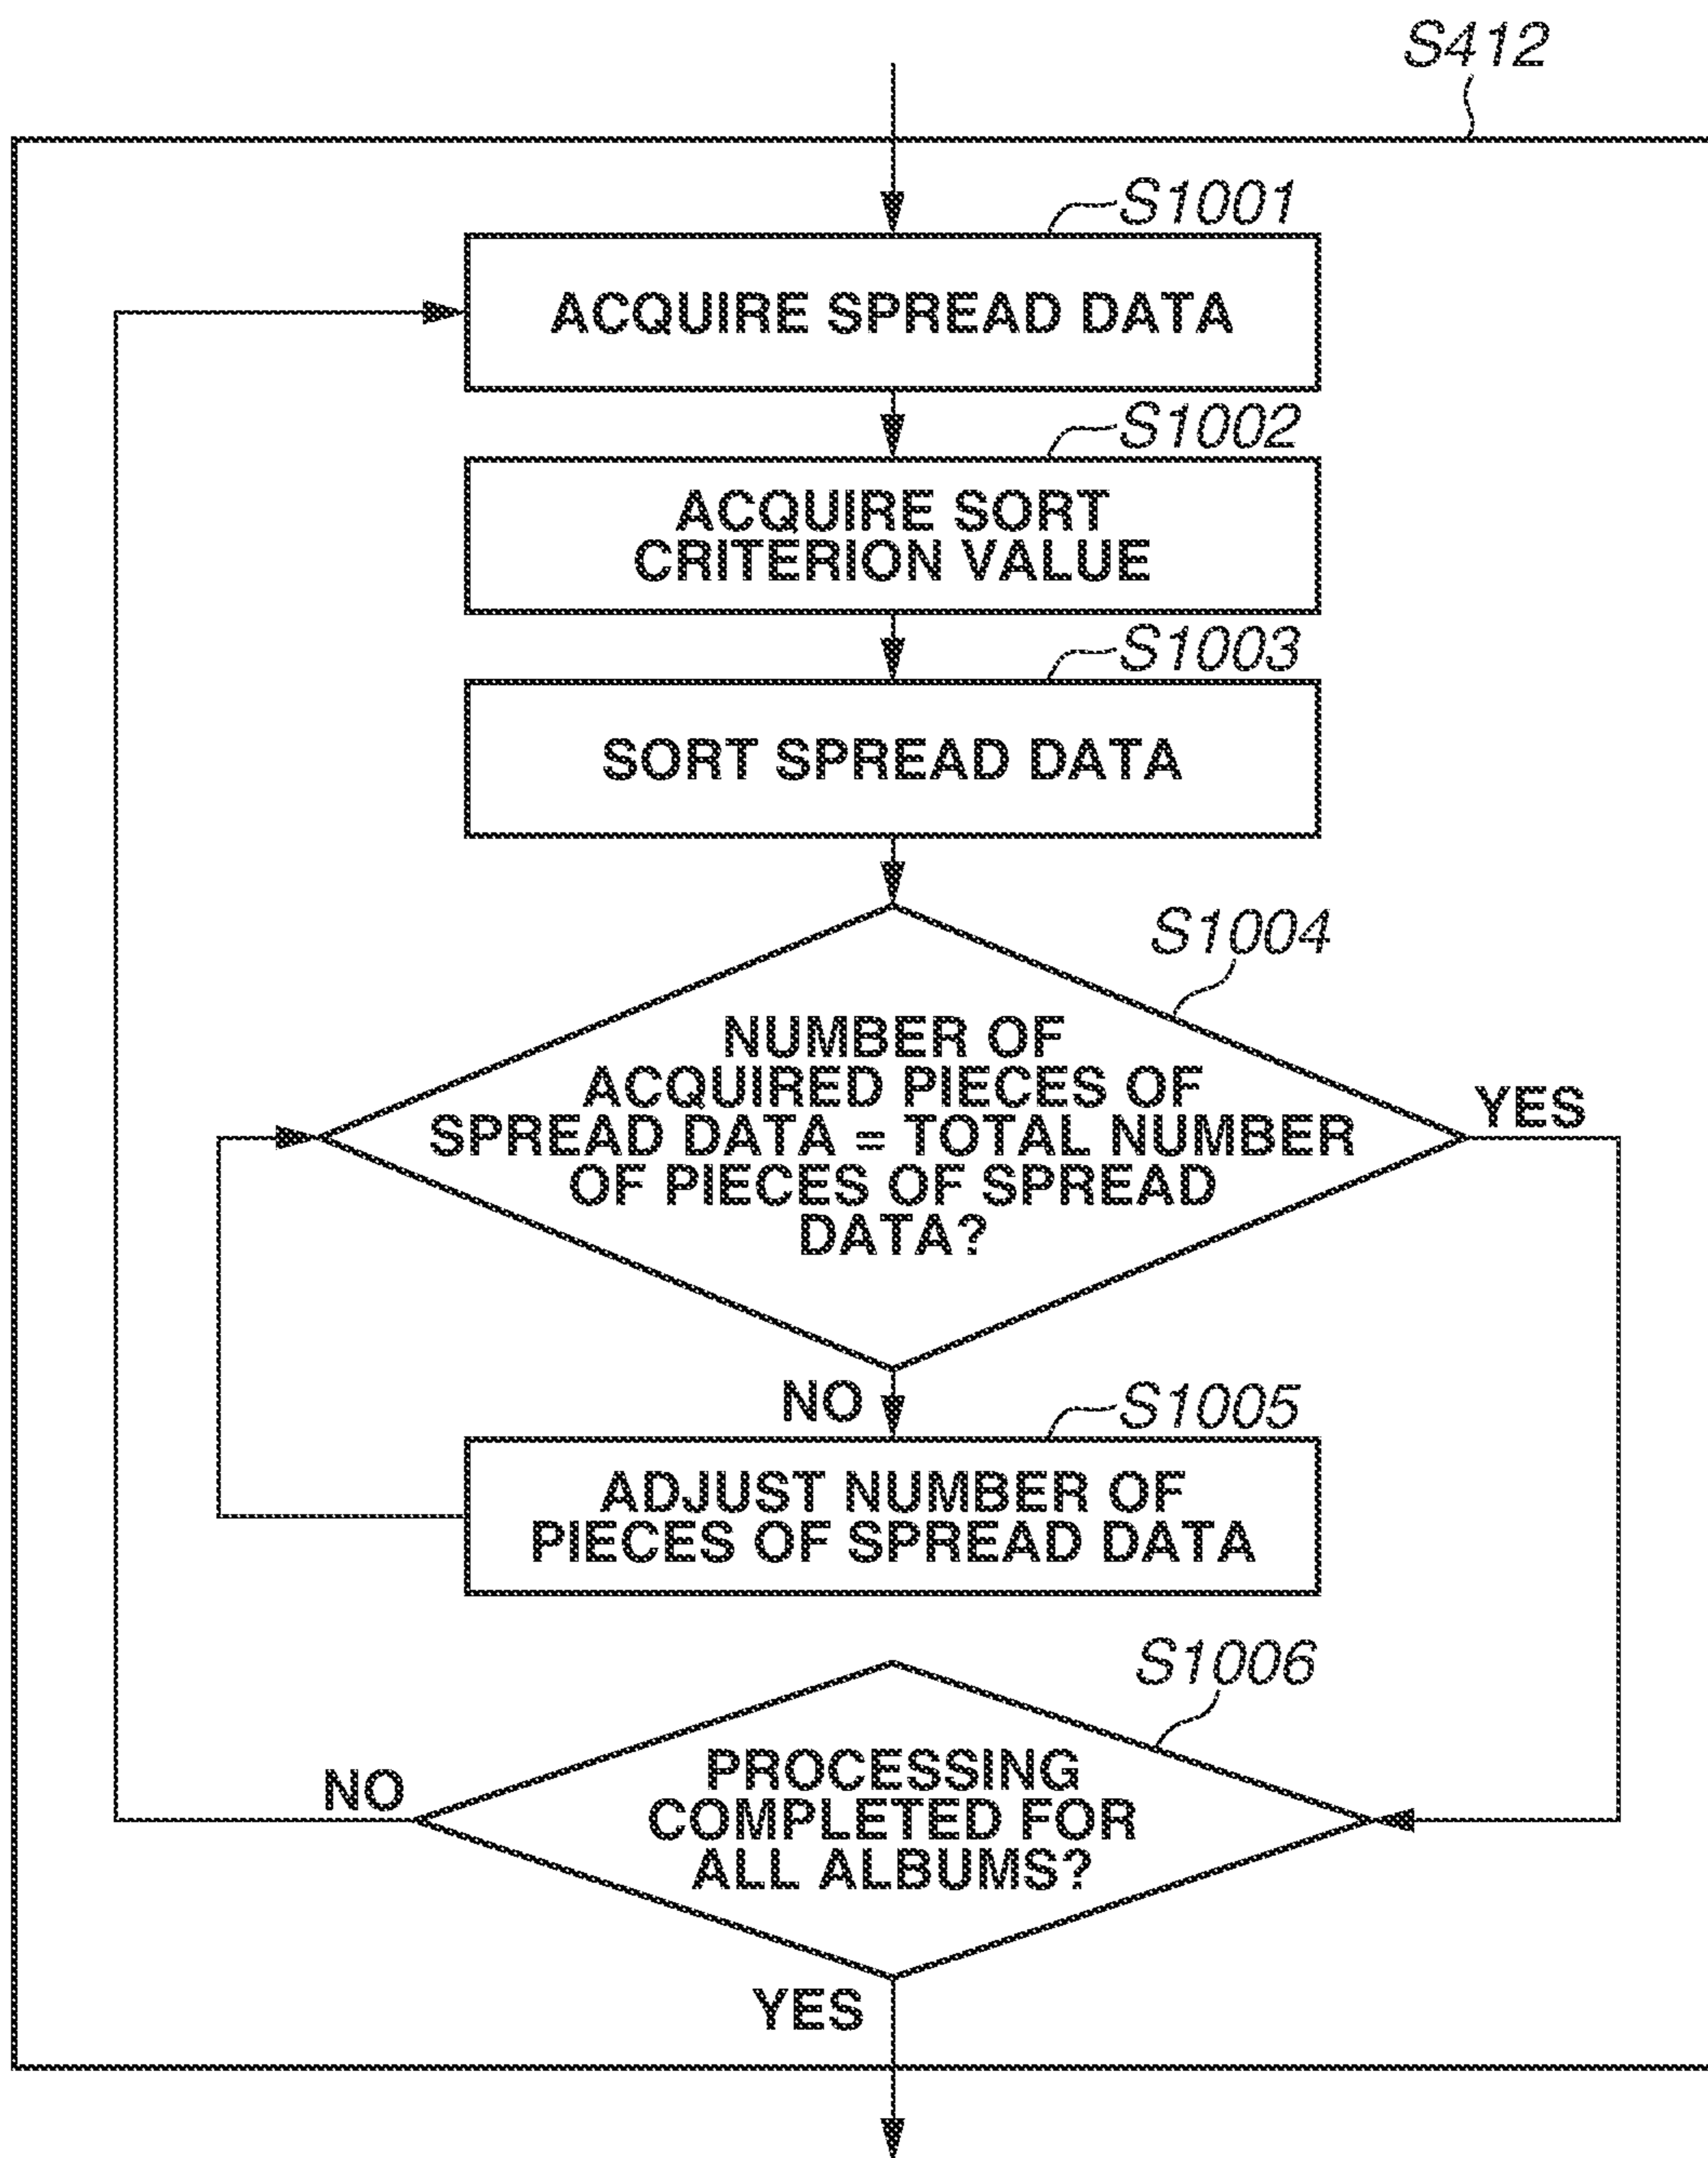 S412
S1001
ACQUIRE SPREAD DATA
S1002
ACQUIRE SORT
CRITERION VALUE
S1003
SORT SPREAD DATA
S1004
NUMBER OF
ACQUIRED PIECES OF
SPREAD DATA = TOTAL NUMBER
OF PIECES OF SPREAD
DATA?
YES
NO
S1005
ADJUST NUMBER OF
PIECES OF SPREAD DATA
S1006
PROCESSING
COMPLETED FOR
ALL ALBUMS?
NO
YES